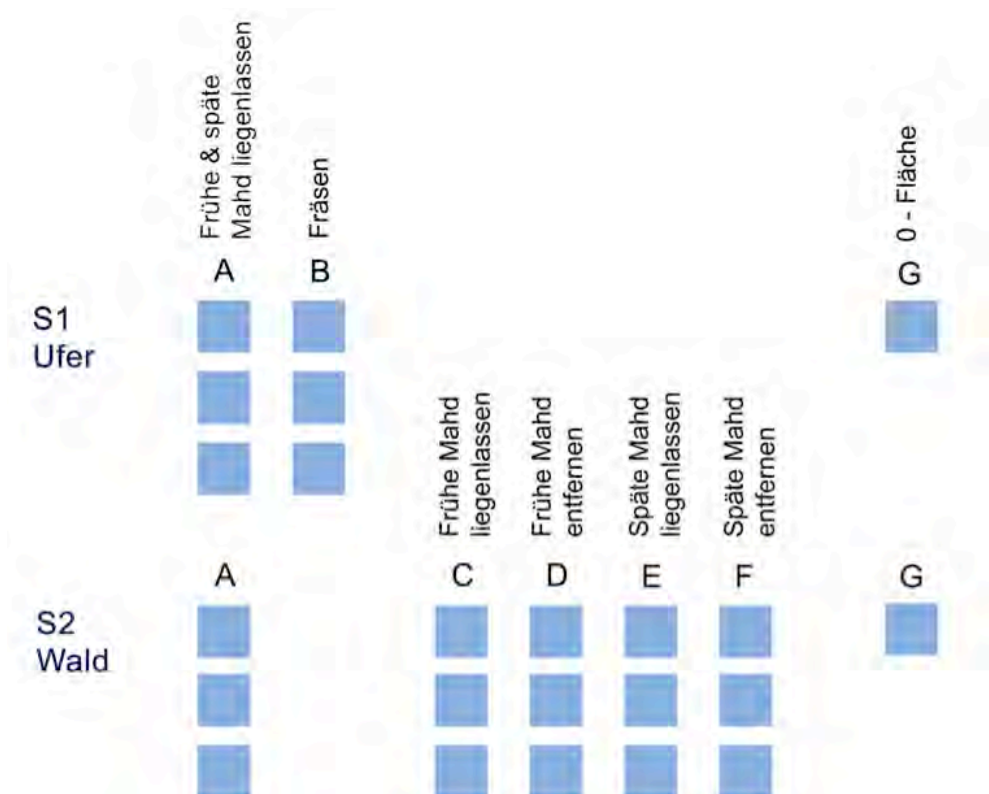 Frühe & späte
Mahd liegenlassen
Fräsen
0 - Fläche
A
B
G
S1
Ufer
Frühe Mahd
liegenlassen
Frühe Mahd
entfernen
Späte Mahd
liegenlassen
Späte Mahd
entfernen
A
C
D
E
F
G
S2
Wald